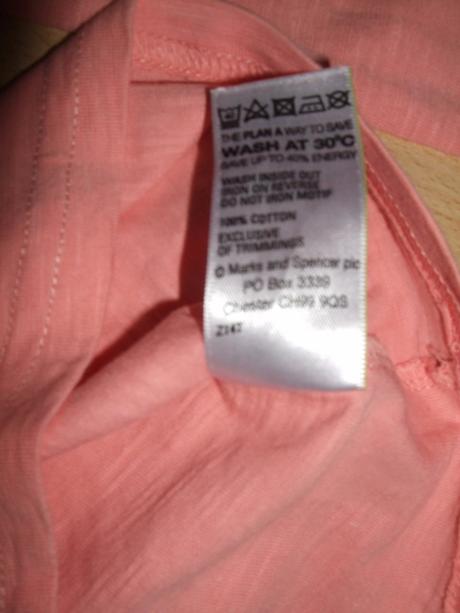 THE PLAN A WAY TO SAVE
WASH AT 30°C
SAVE UP TO 40% ENERGY
WASH INSIDE OUT
IRON ON REVERSE
DO NOT IRON MOTIF
100% COTTON
EXCLUSIVE
OF TRIMMINGS
© Marks and Spencer plc
PO Box 3339
Chester CH99 9QS
Z147